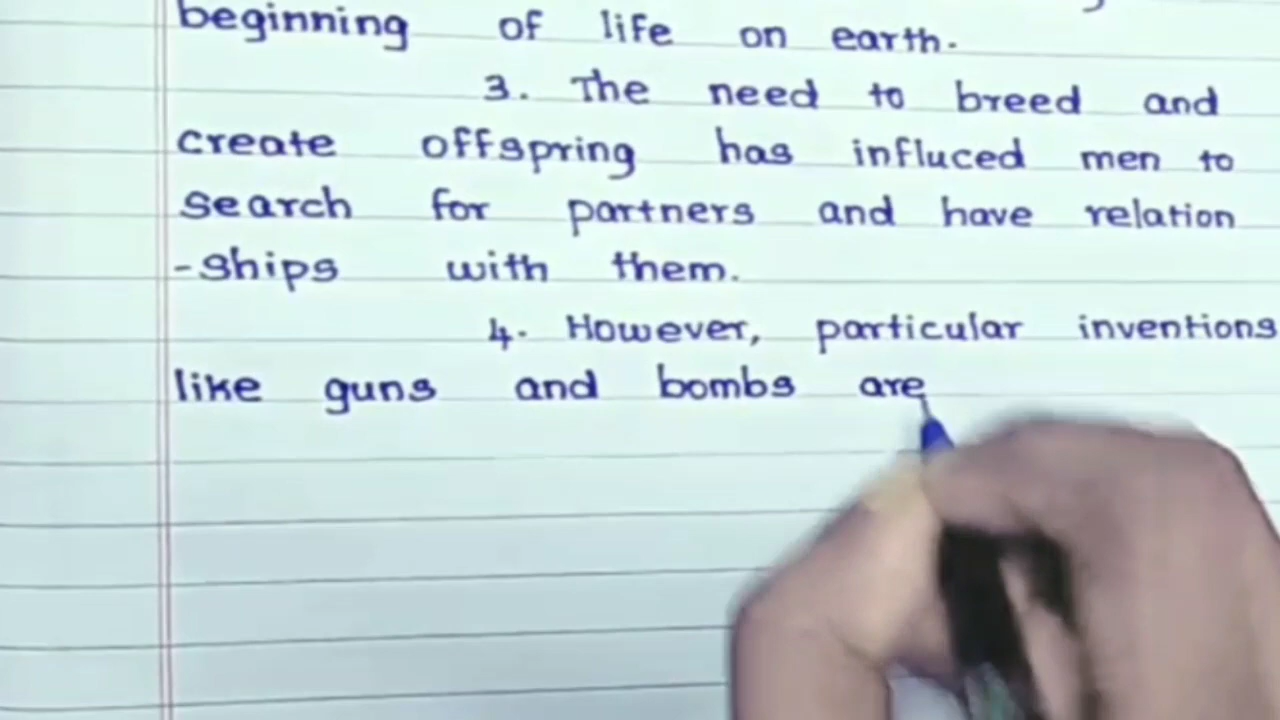 beginning of life on earth.
3. The need to breed and
create offspring has influced men to
search for partners and have relation
-ships with them.
4. However, particular inventions
like guns and bombs are